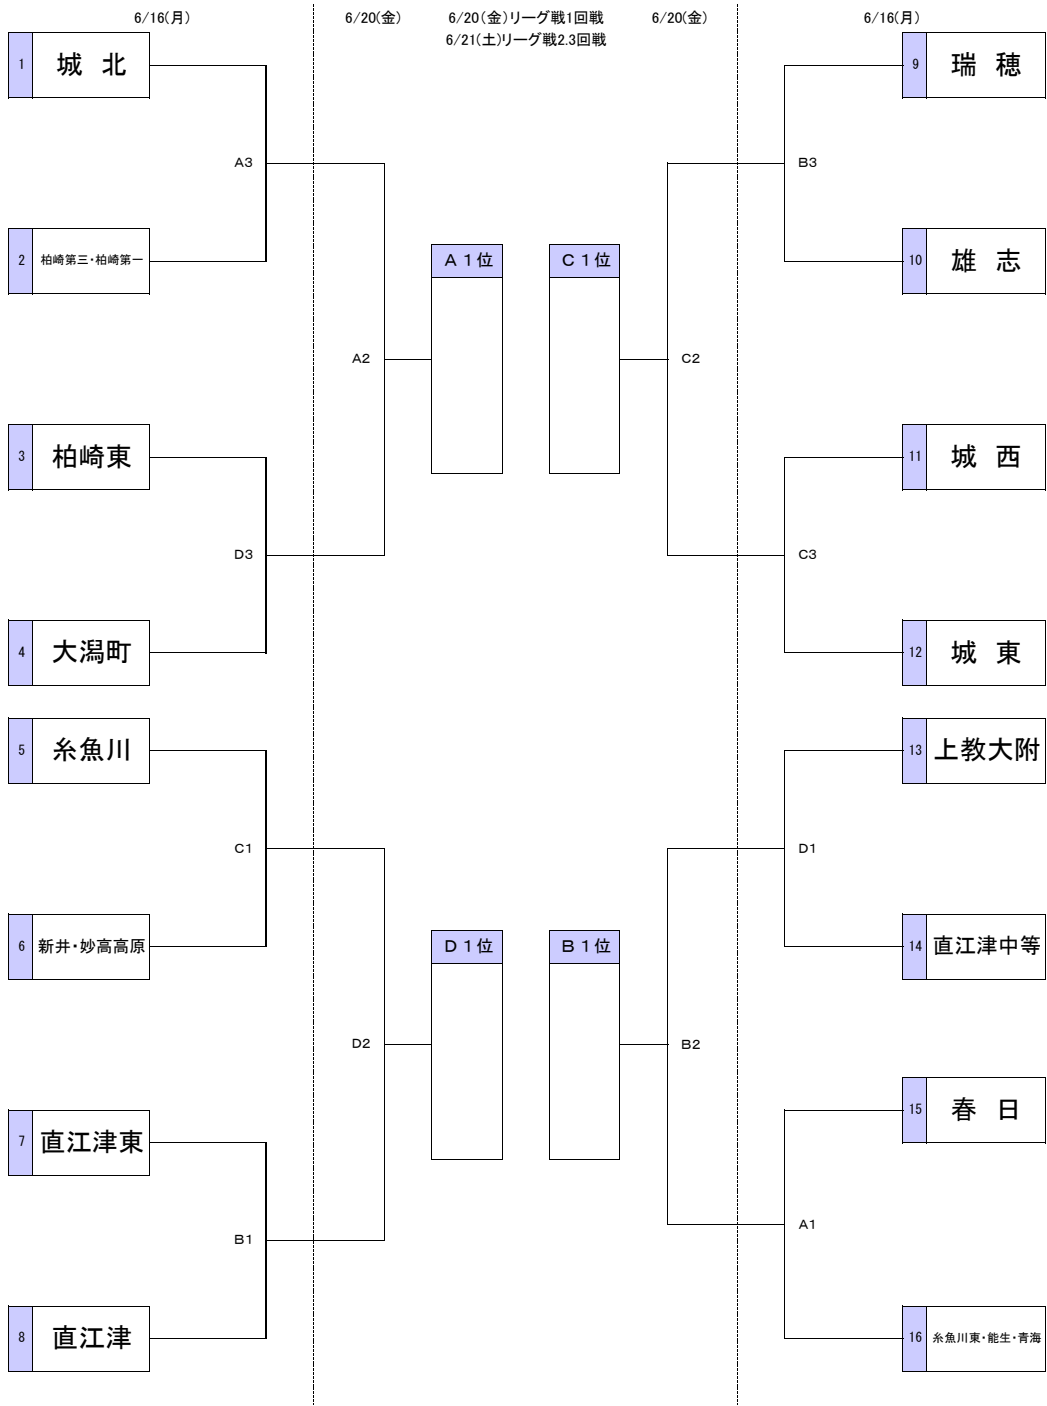 6/16(月)
6/20(金)
6/20(金)リーグ戦1回戦
6/21(土)リーグ戦2.3回戦
6/20(金)
6/16(月)
1 城 北
9 瑞 穂
A3
B3
2 柏崎第三・柏崎第一
10 雄 志
A 1位
C 1位
A2
C2
3 柏崎東
11 城 西
D3
C3
4 大潟町
12 城 東
5 糸魚川
13 上教大附
C1
D1
6 新井・妙高高原
14 直江津中等
D 1位
B 1位
D2
B2
7 直江津東
15 春 日
B1
A1
8 直江津
16 糸魚川東・能生・青海